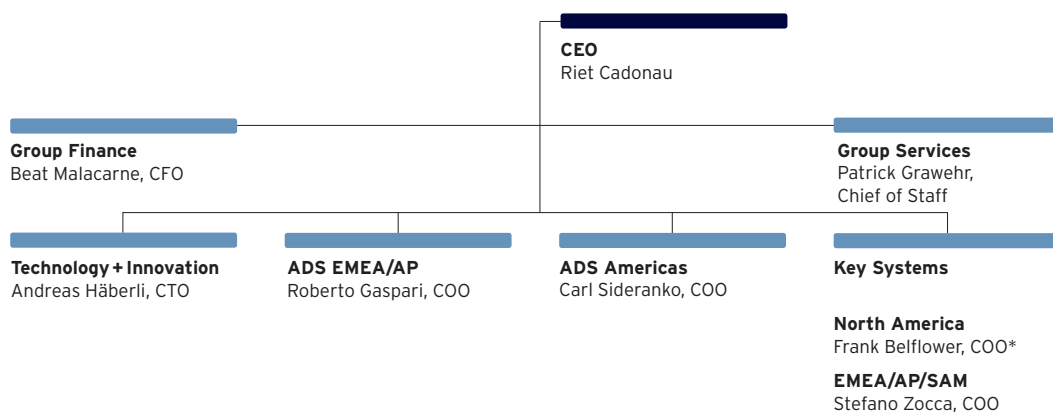 CEO
Riet Cadonau
Group Finance
Beat Malacarne, CFO
Group Services
Patrick Grawehr,
Chief of Staff
Technology + Innovation
Andreas Häberli, CTO
ADS EMEA/AP
Roberto Gaspari, COO
ADS Americas
Carl Sideranko, COO
Key Systems
North America
Frank Belflower, COO*
EMEA/AP/SAM
Stefano Zocca, COO